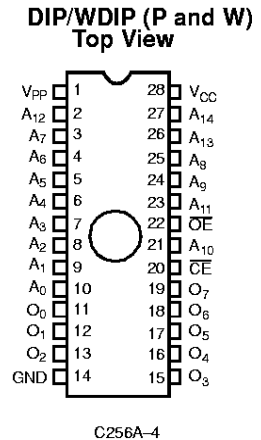 DIP/WDIP (P and W)
Top View
VPP 1 28 VCC
A12 2 27 A14
A7 3 26 A13
A6 4 25 A8
A5 5 24 A9
A4 6 23 A11
A3 7 22 O̅E̅
A2 8 21 A10
A1 9 20 C̅E̅
A0 10 19 O7
O0 11 18 O6
O1 12 17 O5
O2 13 16 O4
GND 14 15 O3
C256A–4